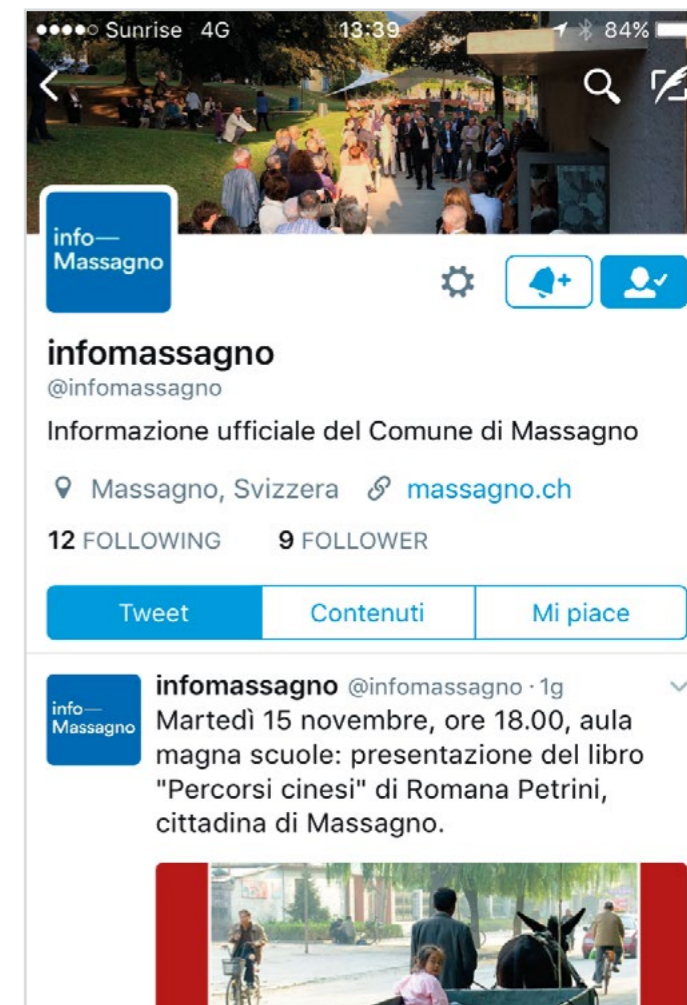 Sunrise 4G 13:39 84%
info—
Massagno
infomassagno
@infomassagno
Informazione ufficiale del Comune di Massagno
Massagno, Svizzera massagno.ch
12 FOLLOWING 9 FOLLOWER
Tweet Contenuti Mi piace
info—
Massagno
infomassagno @infomassagno · 1g
Martedì 15 novembre, ore 18.00, aula
magna scuole: presentazione del libro
"Percorsi cinesi" di Romana Petrini,
cittadina di Massagno.